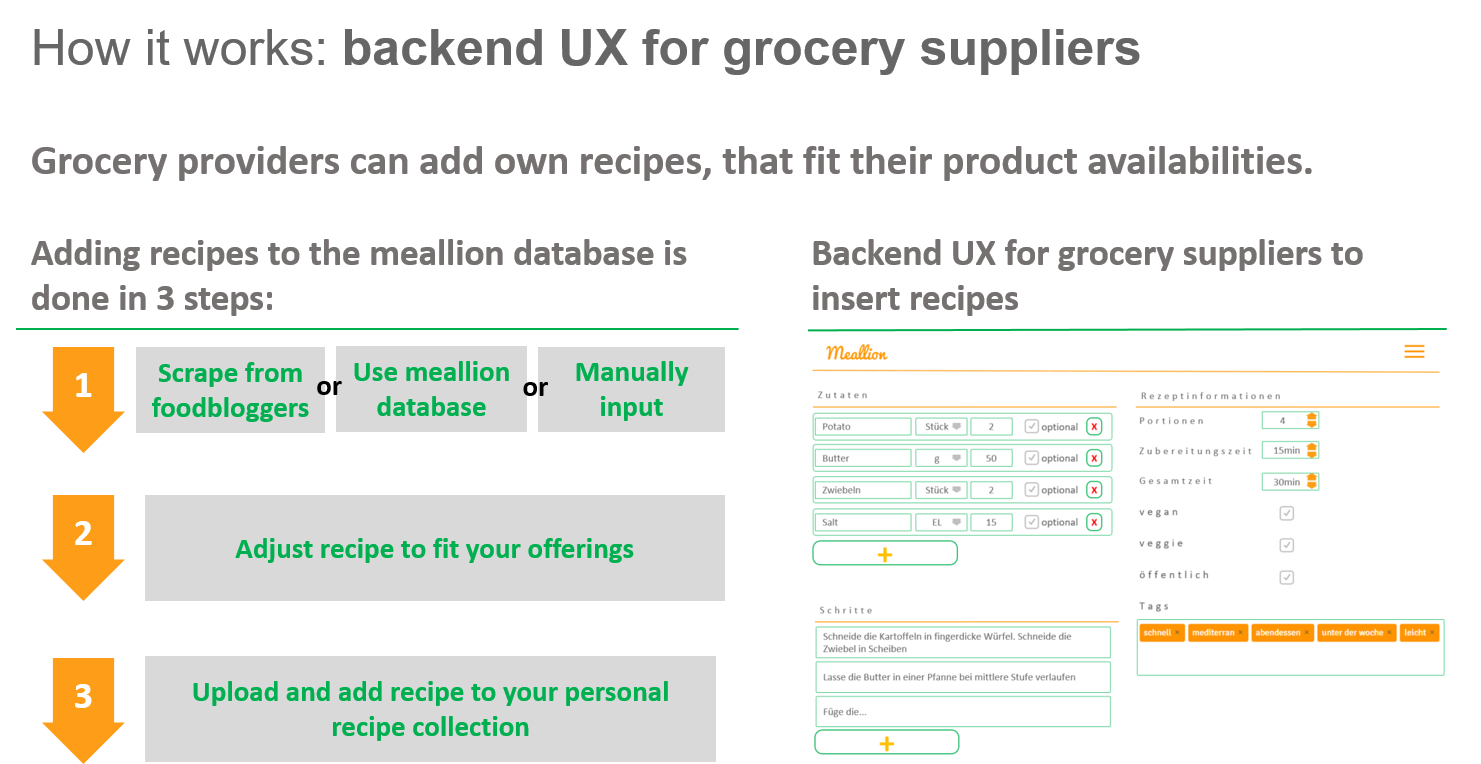 How it works: backend UX for grocery suppliers
Grocery providers can add own recipes, that fit their product availabilities.
Adding recipes to the meallion database is
done in 3 steps:
1
Scrape from
foodbloggers
or
Use meallion
database
or
Manually
input
2
Adjust recipe to fit your offerings
3
Upload and add recipe to your personal
recipe collection
Backend UX for grocery suppliers to
insert recipes
Meallion
Zutaten
Potato Stück 2 optional X
Butter g 50 optional X
Zwiebeln Stück 2 optional X
Salt EL 15 optional X
+
Schritte
Schneide die Kartoffeln in fingerdicke Würfel. Schneide die
Zwiebel in Scheiben
Lasse die Butter in einer Pfanne bei mittlere Stufe verlaufen
Füge die...
+
Rezeptinformationen
Portionen 4
Zubereitungszeit 15min
Gesamtzeit 30min
vegan
veggie
öffentlich
Tags
schnell × mediterran × abendessen × unter der woche × leicht ×